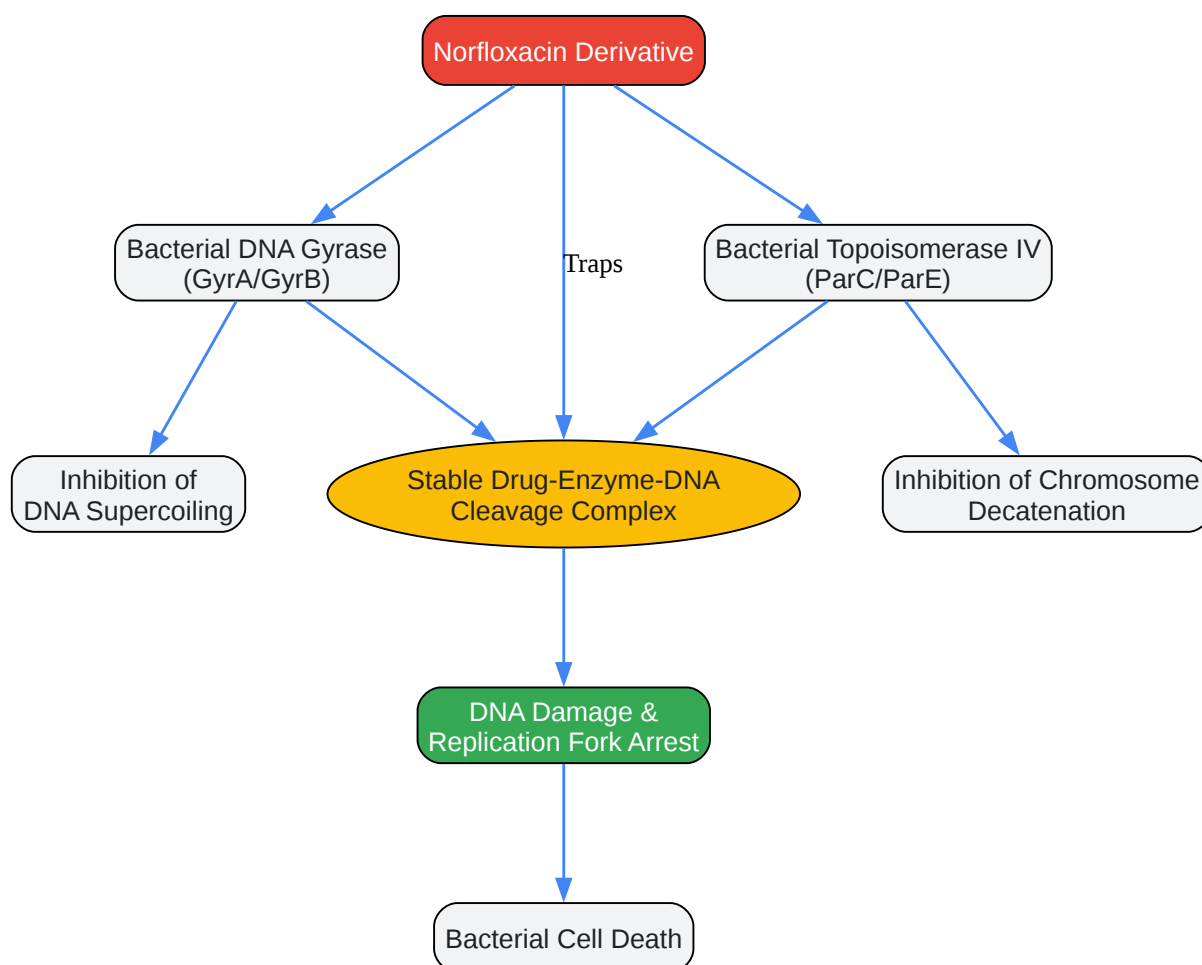 Norfloxacin Derivative
Bacterial DNA Gyrase
(GyrA/GyrB)
Traps
Bacterial Topoisomerase IV
(ParC/ParE)
Inhibition of
DNA Supercoiling
Stable Drug-Enzyme-DNA
Cleavage Complex
Inhibition of Chromosome
Decatenation
DNA Damage &
Replication Fork Arrest
Bacterial Cell Death